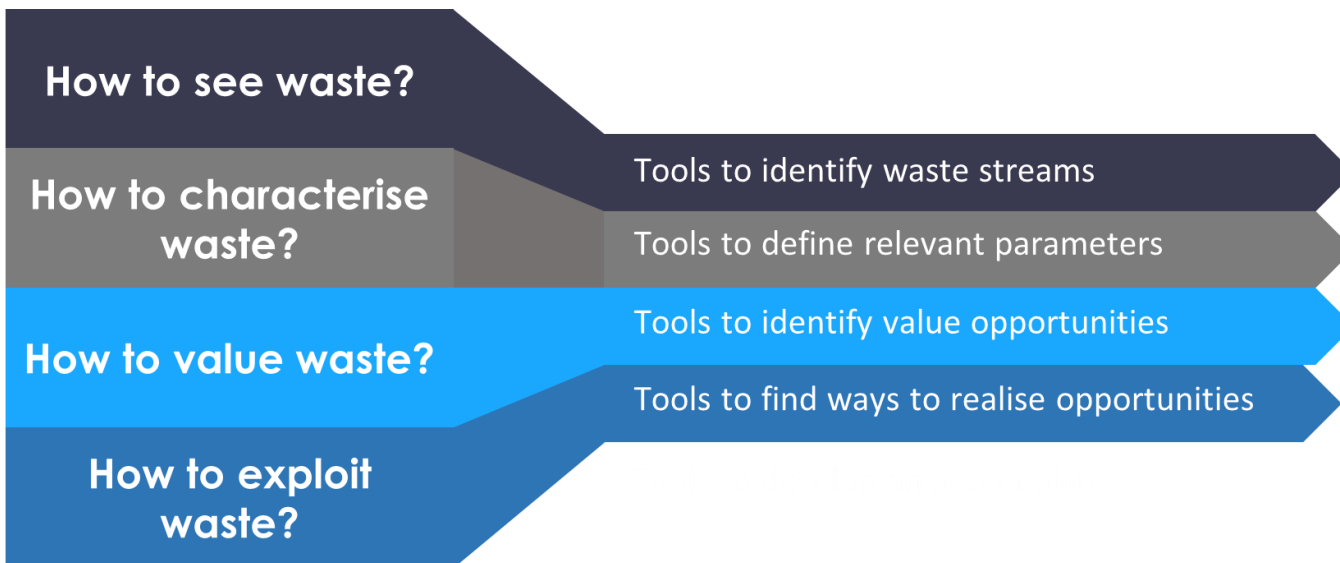 How to see waste?
Tools to identify waste streams
How to characterise
waste?
Tools to define relevant parameters
How to value waste?
Tools to identify value opportunities
How to exploit
waste?
Tools to find ways to realise opportunities